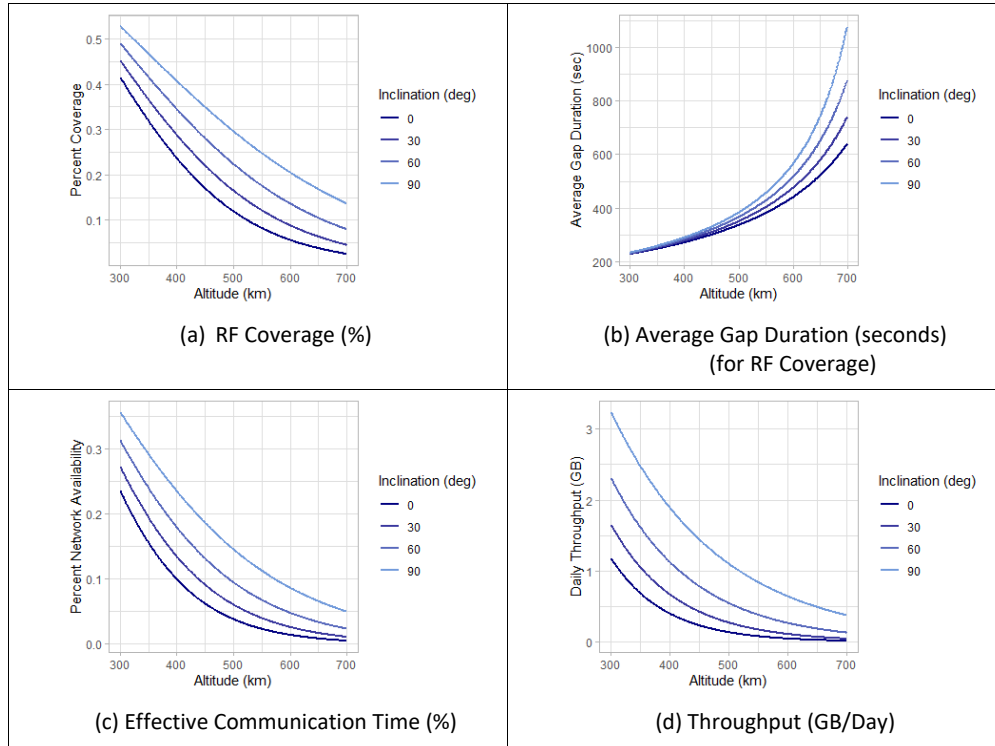 Percent Coverage
0.5
0.4
0.3
0.2
0.1
300 400 500 600 700
Altitude (km)
Inclination (deg)
0
30
60
90
(a) RF Coverage (%)
Average Gap Duration (sec)
1000
800
600
400
200
300 400 500 600 700
Altitude (km)
Inclination (deg)
0
30
60
90
(b) Average Gap Duration (seconds)
(for RF Coverage)
Percent Network Availability
0.3
0.2
0.1
0.0
300 400 500 600 700
Altitude (km)
Inclination (deg)
0
30
60
90
(c) Effective Communication Time (%)
Daily Throughput (GB)
3
2
1
0
300 400 500 600 700
Altitude (km)
Inclination (deg)
0
30
60
90
(d) Throughput (GB/Day)